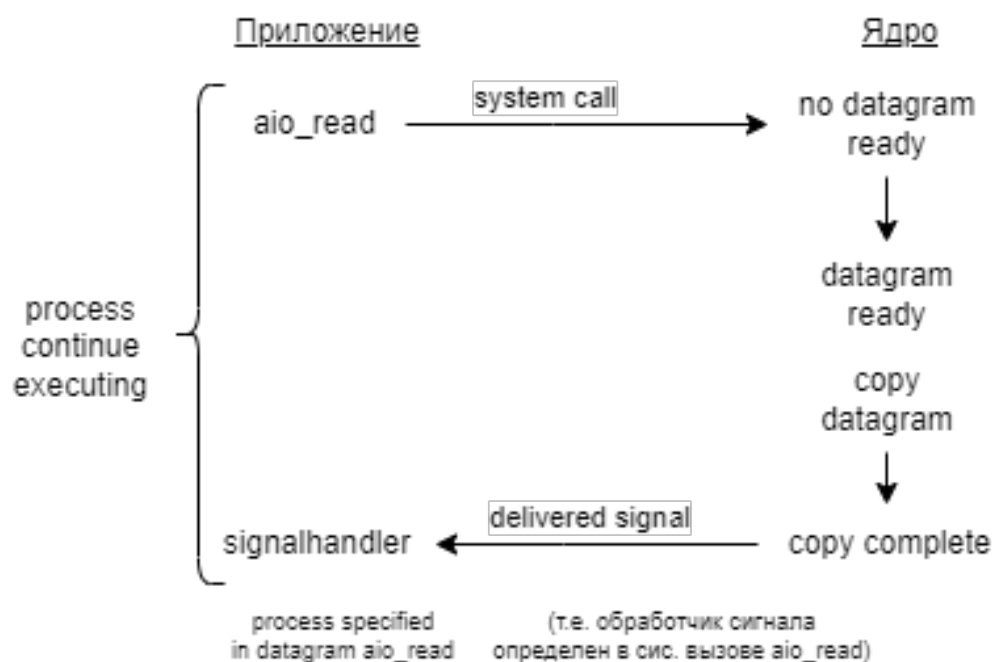 Приложение
Ядро
aio_read
system call
no datagram
ready
datagram
ready
process
continue
executing
copy
datagram
signalhandler
delivered signal
copy complete
process specified
in datagram aio_read
(т.е. обработчик сигнала
определен в сис. вызове aio_read)